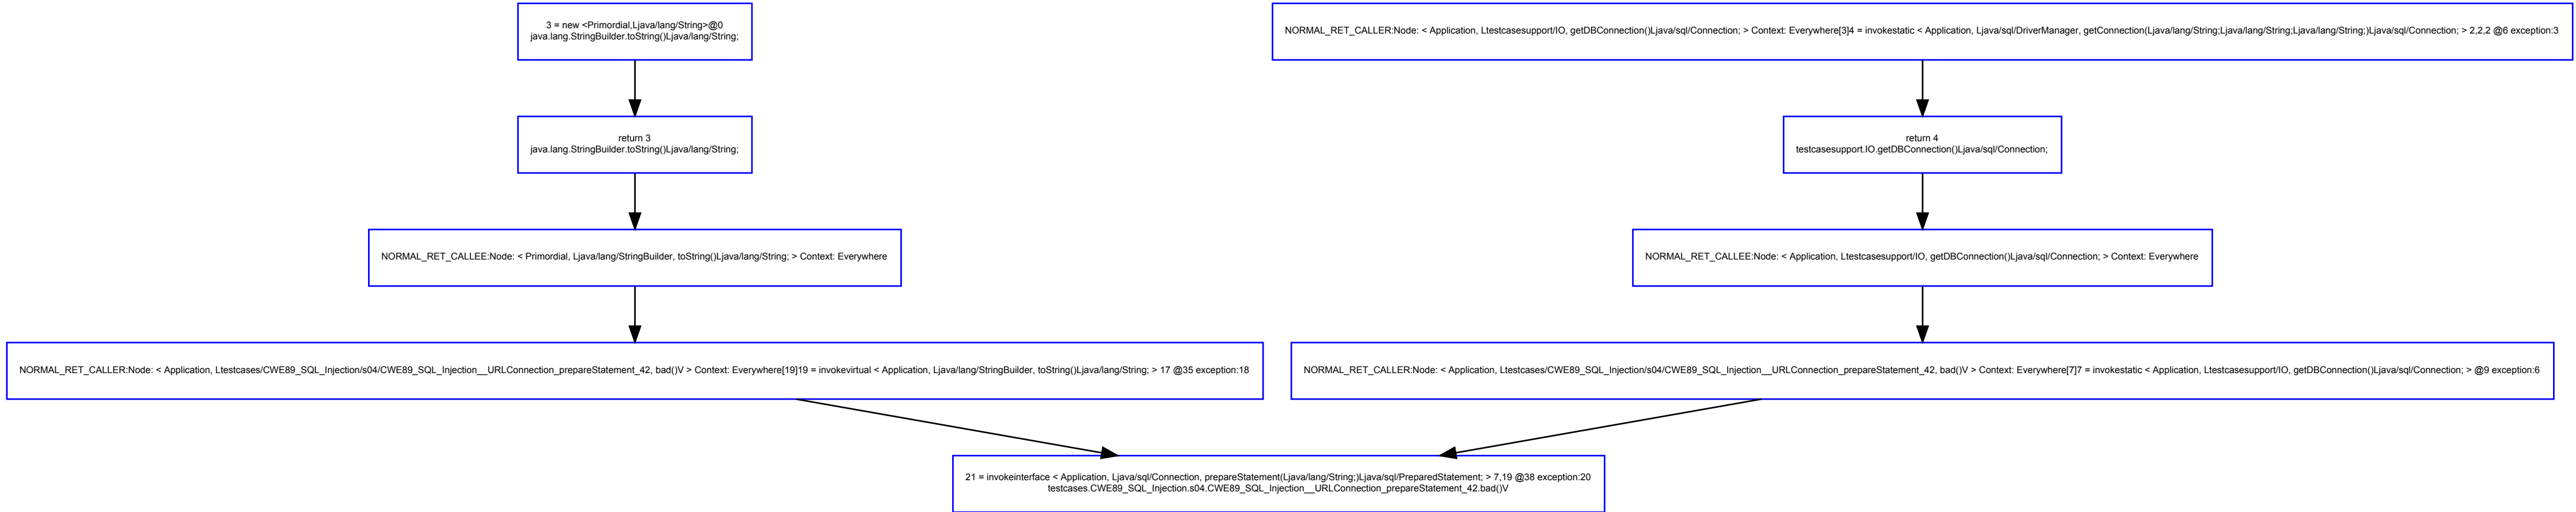 3 = new <Primordial,Ljava/lang/String>@0
java.lang.StringBuilder.toString()Ljava/lang/String;
NORMAL_RET_CALLER:Node: < Application, Ltestcasesupport/IO, getDBConnection()Ljava/sql/Connection; > Context: Everywhere[3]4 = invokestatic < Application, Ljava/sql/DriverManager, getConnection(Ljava/lang/String;Ljava/lang/String;Ljava/lang/String;)Ljava/sql/Connection; > 2,2,2 @6 exception:3
return 3
java.lang.StringBuilder.toString()Ljava/lang/String;
return 4
testcasesupport.IO.getDBConnection()Ljava/sql/Connection;
NORMAL_RET_CALLEE:Node: < Primordial, Ljava/lang/StringBuilder, toString()Ljava/lang/String; > Context: Everywhere
NORMAL_RET_CALLEE:Node: < Application, Ltestcasesupport/IO, getDBConnection()Ljava/sql/Connection; > Context: Everywhere
NORMAL_RET_CALLER:Node: < Application, Ltestcases/CWE89_SQL_Injection/s04/CWE89_SQL_Injection__URLConnection_prepareStatement_42, bad()V > Context: Everywhere[19]19 = invokevirtual < Application, Ljava/lang/StringBuilder, toString()Ljava/lang/String; > 17 @35 exception:18
NORMAL_RET_CALLER:Node: < Application, Ltestcases/CWE89_SQL_Injection/s04/CWE89_SQL_Injection__URLConnection_prepareStatement_42, bad()V > Context: Everywhere[7]7 = invokestatic < Application, Ltestcasesupport/IO, getDBConnection()Ljava/sql/Connection; > @9 exception:6
21 = invokeinterface < Application, Ljava/sql/Connection, prepareStatement(Ljava/lang/String;)Ljava/sql/PreparedStatement; > 7,19 @38 exception:20
testcases.CWE89_SQL_Injection.s04.CWE89_SQL_Injection__URLConnection_prepareStatement_42.bad()V